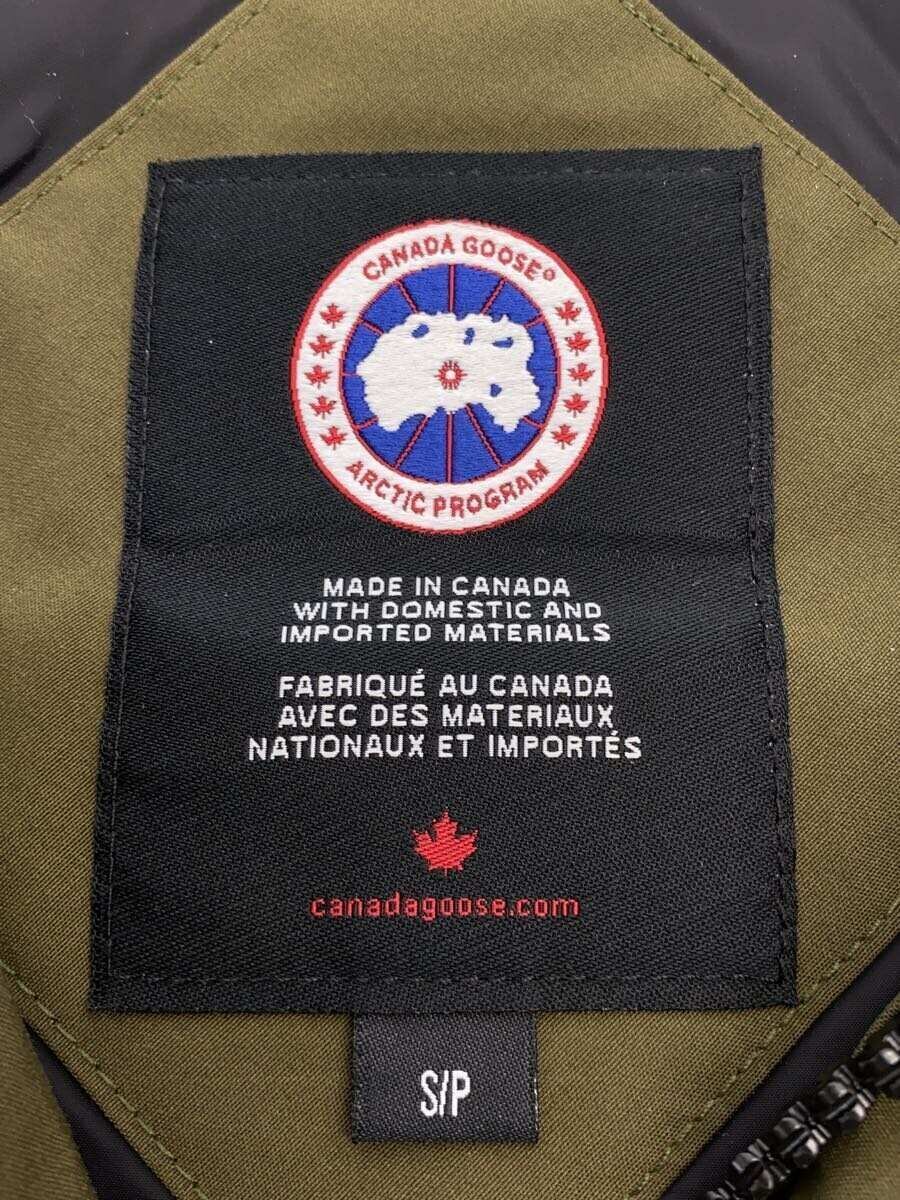 CANADA GOOSE®
ARCTIC PROGRAM
MADE IN CANADA
WITH DOMESTIC AND
IMPORTED MATERIALS
FABRIQUÉ AU CANADA
AVEC DES MATERIAUX
NATIONAUX ET IMPORTÉS
canadagoose.com
S/P